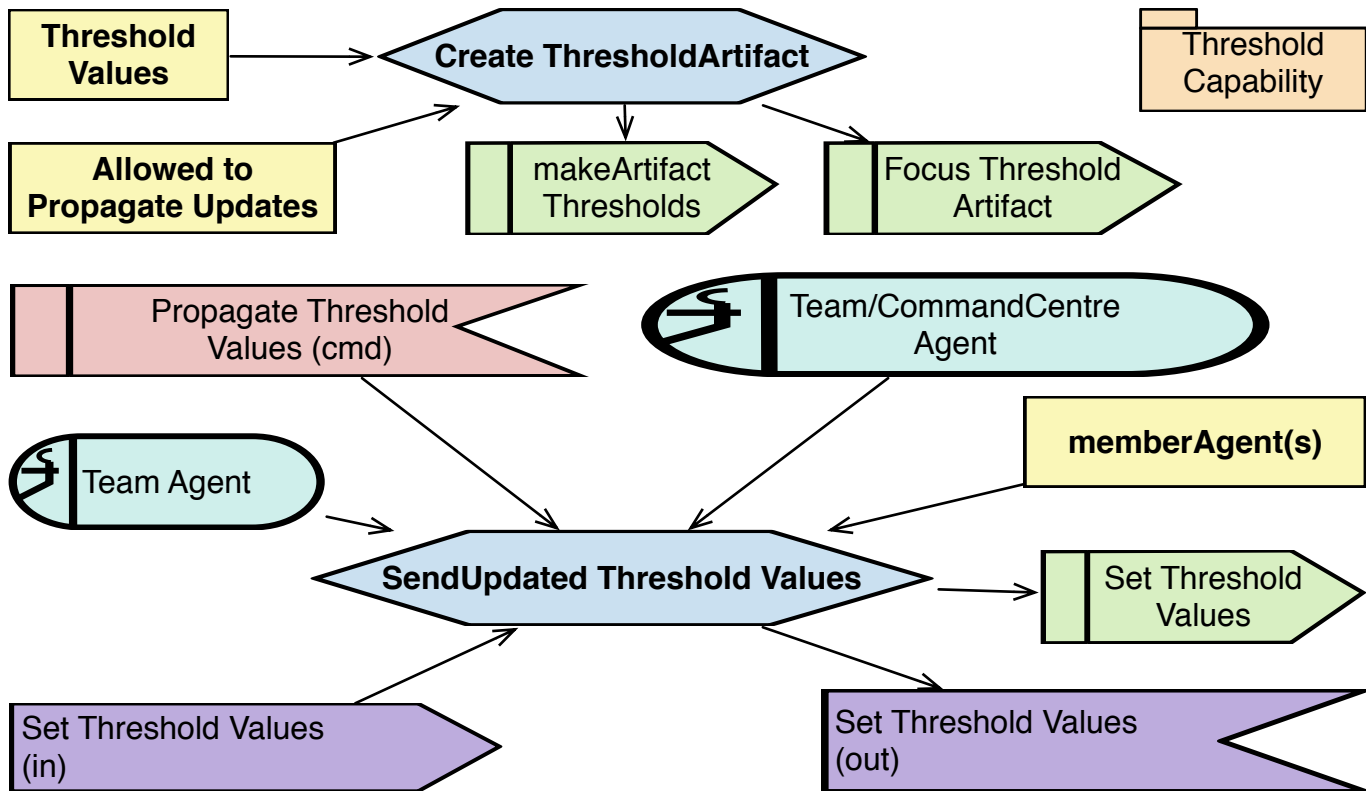 Threshold
Values
Create ThresholdArtifact
Threshold
Capability
Allowed to
Propagate Updates
makeArtifact
Thresholds
Focus Threshold
Artifact
Propagate Threshold
Values (cmd)
Team/CommandCentre
Agent
memberAgent(s)
Team Agent
SendUpdated Threshold Values
Set Threshold
Values
Set Threshold Values
(in)
Set Threshold Values
(out)